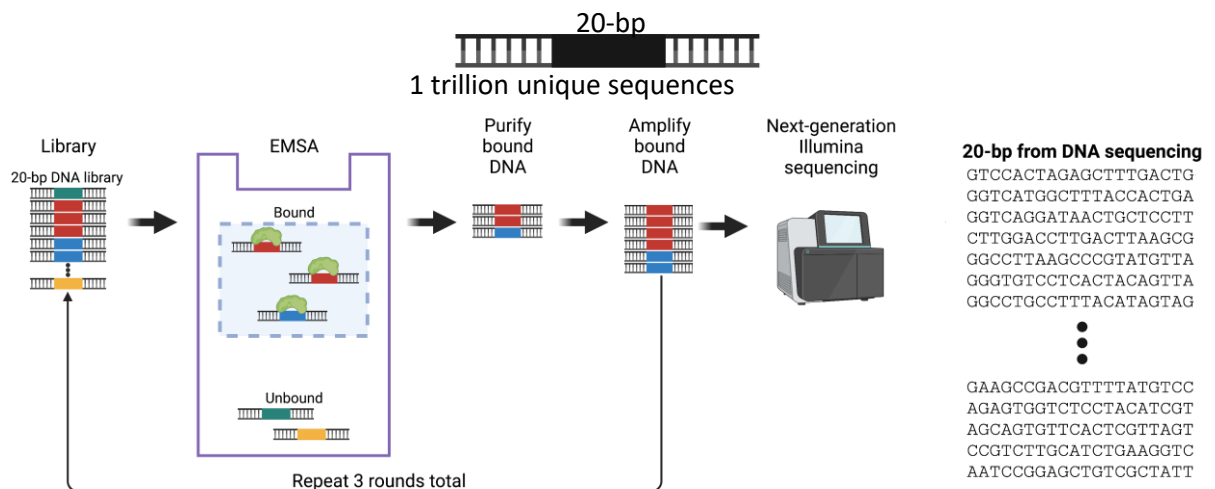 20-bp
1 trillion unique sequences
Library
20-bp DNA library
EMSA
Bound
Unbound
Purify
bound
DNA
Amplify
bound
DNA
Next-generation
Illumina
sequencing
20-bp from DNA sequencing
GTCCACTAGAGCTTTGACTG
GGTCATGGCTTTACCACTGA
GGTCAGGATAACTGCTCCTT
CTTGGACCTTGACTTAAGCG
GGCCTTAAGCCCGTATGTTA
GGGTGTCCTCACTACAGTTA
GGCCTGCCTTTACATAGTAG
GAAGCCGACGTTTTATGTCC
AGAGTGGTCTCCTACATCGT
AGCAGTGTTCACTCGTTAGT
CCGTCTTGCATCTGAAGGTC
AATCCGGAGCTGTCGCTATT
Repeat 3 rounds total